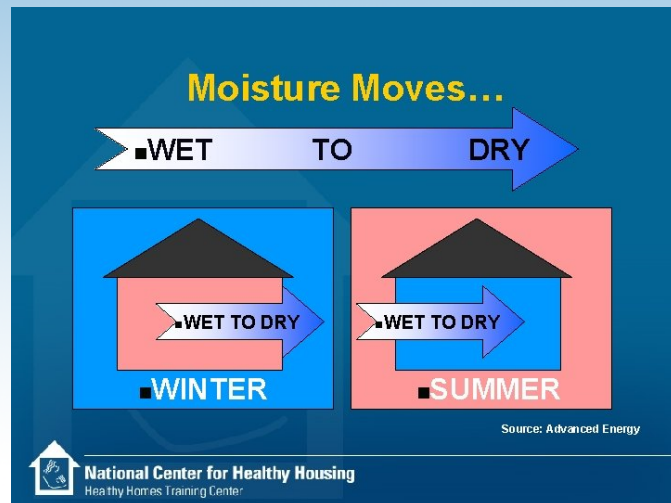 Moisture Moves...
■WET TO DRY
■WET TO DRY
■WET TO DRY
■WINTER
■SUMMER
Source: Advanced Energy
National Center for Healthy Housing
Healthy Homes Training Center